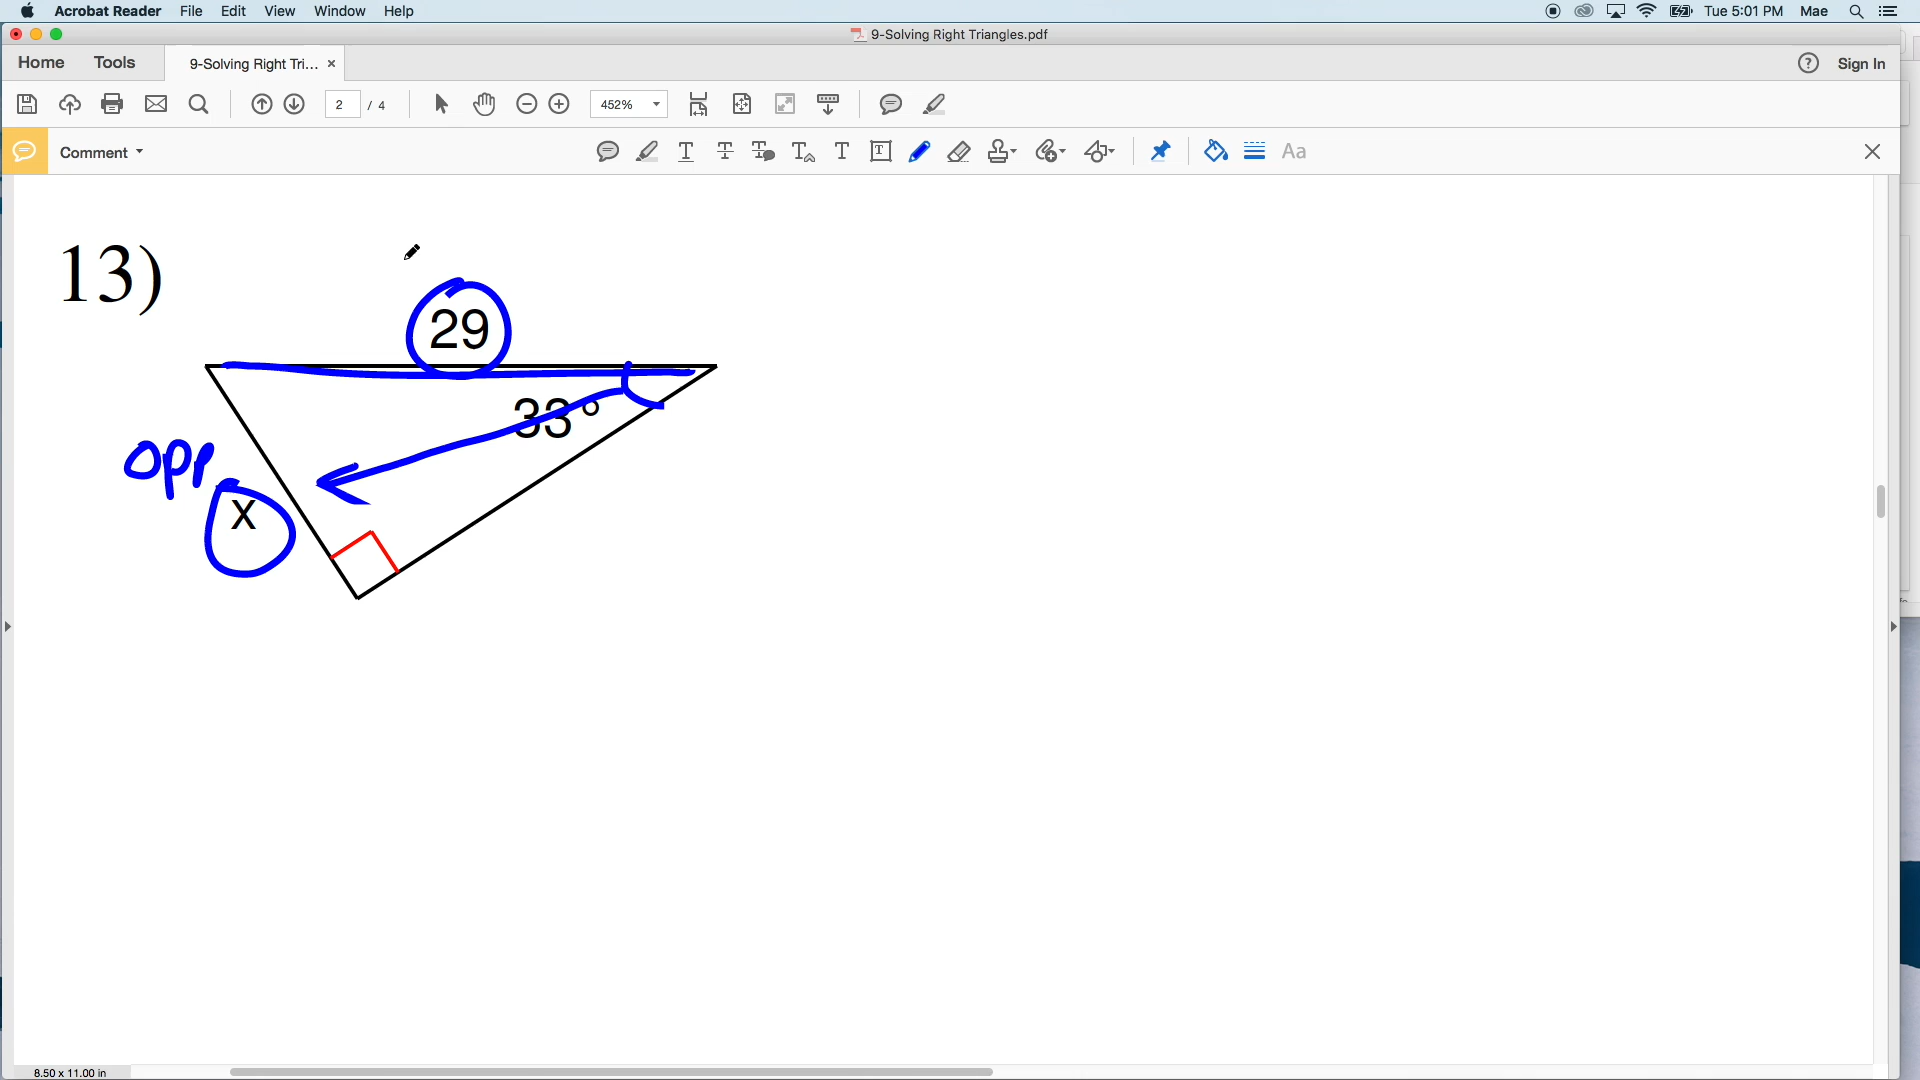 Acrobat Reader File Edit View Window Help Tue 5:01 PM Mae
9-Solving Right Triangles.pdf
Home Tools 9-Solving Right Tri... × ? Sign In
2 / 4 452%
Comment T T T T T T Aa
13)
29
33°
opp
x
8.50 x 11.00 in